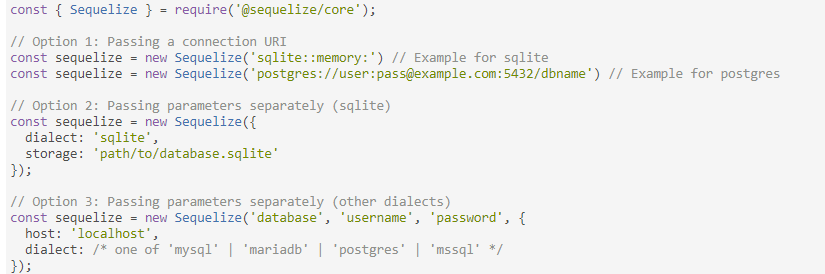 const { Sequelize } = require('@sequelize/core');
// Option 1: Passing a connection URI
const sequelize = new Sequelize('sqlite::memory:') // Example for sqlite
const sequelize = new Sequelize('postgres://user:pass@example.com:5432/dbname') // Example for postgres
// Option 2: Passing parameters separately (sqlite)
const sequelize = new Sequelize({
  dialect: 'sqlite',
  storage: 'path/to/database.sqlite'
});
// Option 3: Passing parameters separately (other dialects)
const sequelize = new Sequelize('database', 'username', 'password', {
  host: 'localhost',
  dialect: /* one of 'mysql' | 'mariadb' | 'postgres' | 'mssql' */
});